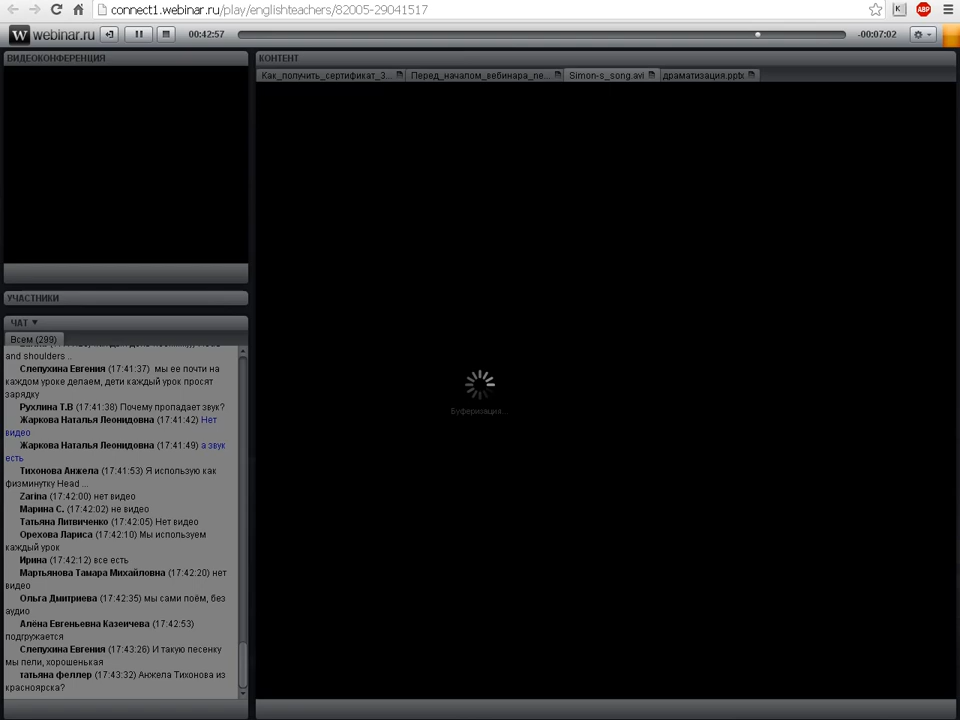 connect1.webinar.ru/play/englishteachers/82005-29041517
K
ABP
W webinar.ru
00:42:57
-00:07:02
ВИДЕОКОНФЕРЕНЦИЯ
КОНТЕНТ
Как_получить_сертификат_3...
Перед_началом_вебинара_пе...
Simon-s_song.avi
драматизация.pptx
Буферизация...
УЧАСТНИКИ
ЧАТ
Всем (299)
and shoulders ..
Слепухина Евгения (17:41:37) мы ее почти на
каждом уроке делаем, дети каждый урок просят
зарядку
Рухлина Т.В (17:41:38) Почему пропадает звук?
Жаркова Наталья Леонидовна (17:41:42) Нет
видео
Жаркова Наталья Леонидовна (17:41:49) а звук
есть
Тихонова Анжела (17:41:53) Я использую как
физминутку Head ...
Zarina (17:42:00) нет видео
Марина С. (17:42:02) не видео
Татьяна Литвиченко (17:42:05) Нет видео
Орехова Лариса (17:42:10) Мы используем
каждый урок
Ирина (17:42:12) все есть
Мартьянова Тамара Михайловна (17:42:20) нет
видео
Ольга Дмитриева (17:42:35) мы сами поём, без
аудио
Алёна Евгеньевна Казеичева (17:42:53)
подгружается
Слепухина Евгения (17:43:26) И такую песенку
мы пели, хорошенькая
татьяна феллер (17:43:32) Анжела Тихонова из
красноярска?